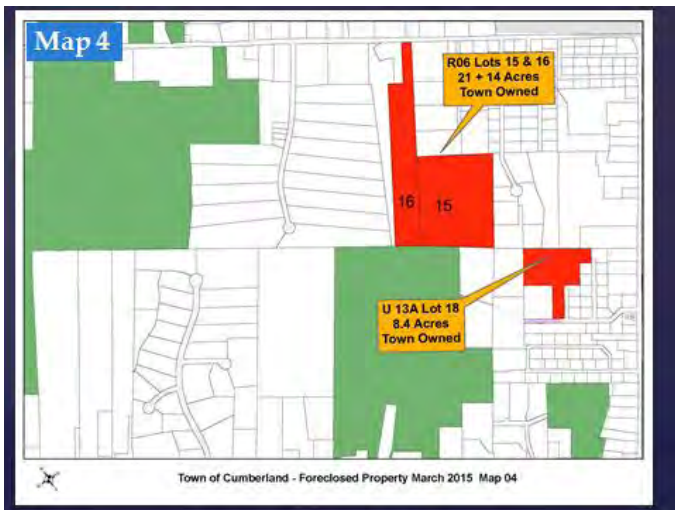 Map 4
R06 Lots 15 & 16
21 + 14 Acres
Town Owned
16
15
U 13A Lot 18
8.4 Acres
Town Owned
Town of Cumberland - Foreclosed Property March 2015 Map 04